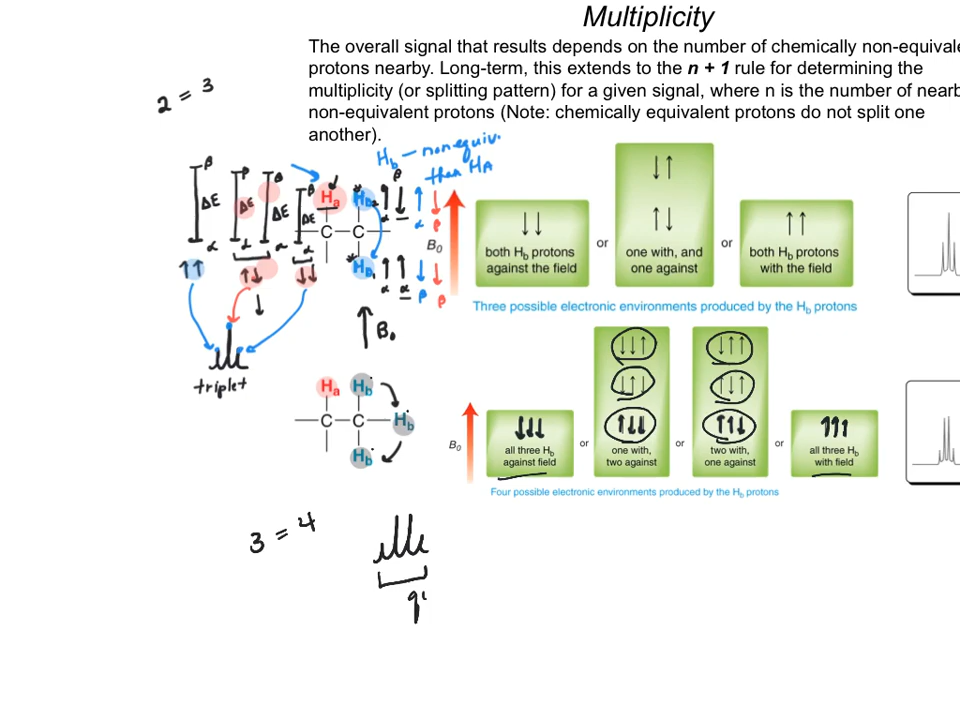 Multiplicity
The overall signal that results depends on the number of chemically non-equivale
protons nearby. Long-term, this extends to the n + 1 rule for determining the
multiplicity (or splitting pattern) for a given signal, where n is the number of nearb
non-equivalent protons (Note: chemically equivalent protons do not split one
another).
2 = 3
Hb – nonequiv.
then HA
β β β β β
ΔE ΔE ΔE ΔE
α α α α
Ha Hb2
↑ ↓ ↑ ↓
α β
–C–C–
Hb1
↑ ↑ ↓ ↓
α α β β
↑↑ ↑↓ ↓↓
↑ B₀
triplet
B₀
↓↓
both Hb protons
against the field
or
↓↑
↑↓
one with, and
one against
or
↑↑
both Hb protons
with the field
Three possible electronic environments produced by the Hb protons
Ha Hb
–C–C–Hb
Hb
B₀
↓↓↓
all three Hb
against field
or
↓↓↑
↓↑↓
↑↓↓
one with,
two against
or
↓↑↑
↑↓↑
↑↑↓
two with,
one against
or
↑↑↑
all three Hb
with field
Four possible electronic environments produced by the Hb protons
3 = 4